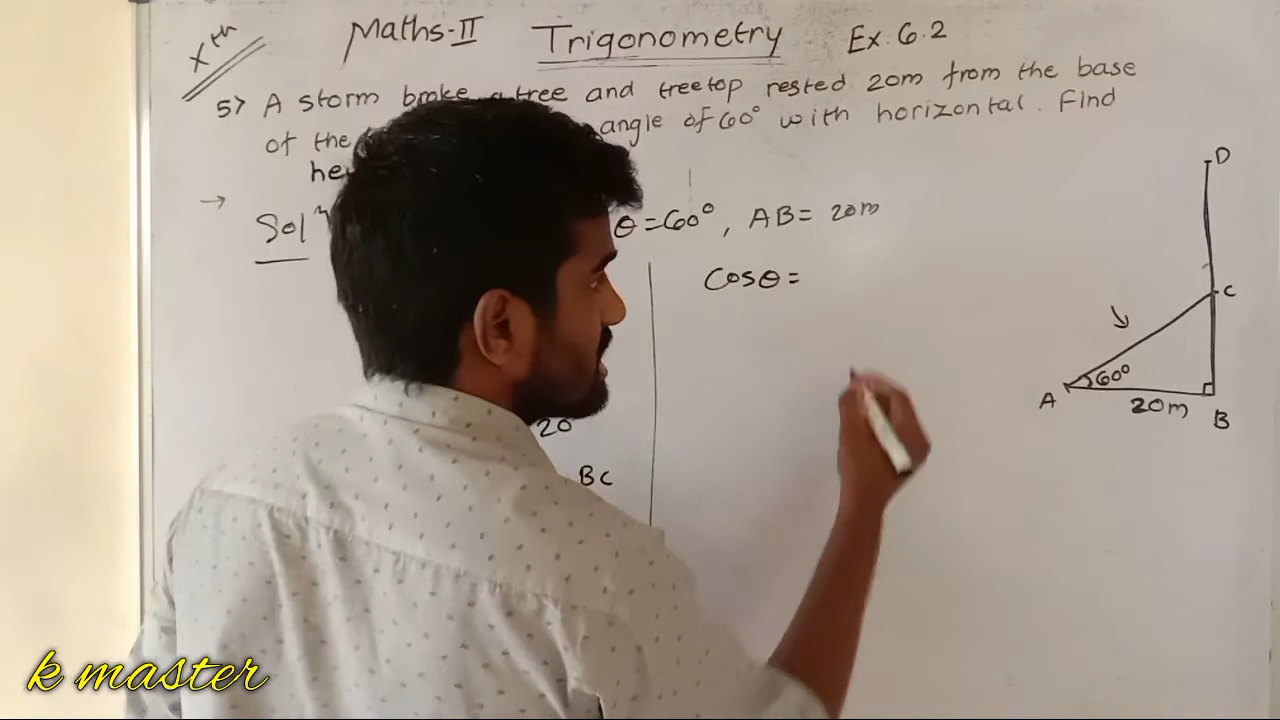 Xth Maths-II Trigonometry Ex. 6.2
5> A storm broke a tree and treetop rested 20m from the base
of the angle of 60° with horizontal. Find
he
→ Solⁿ θ=60°, AB= 20m
Cosθ=
20
BC
D
C
60°
A 20m B
k master